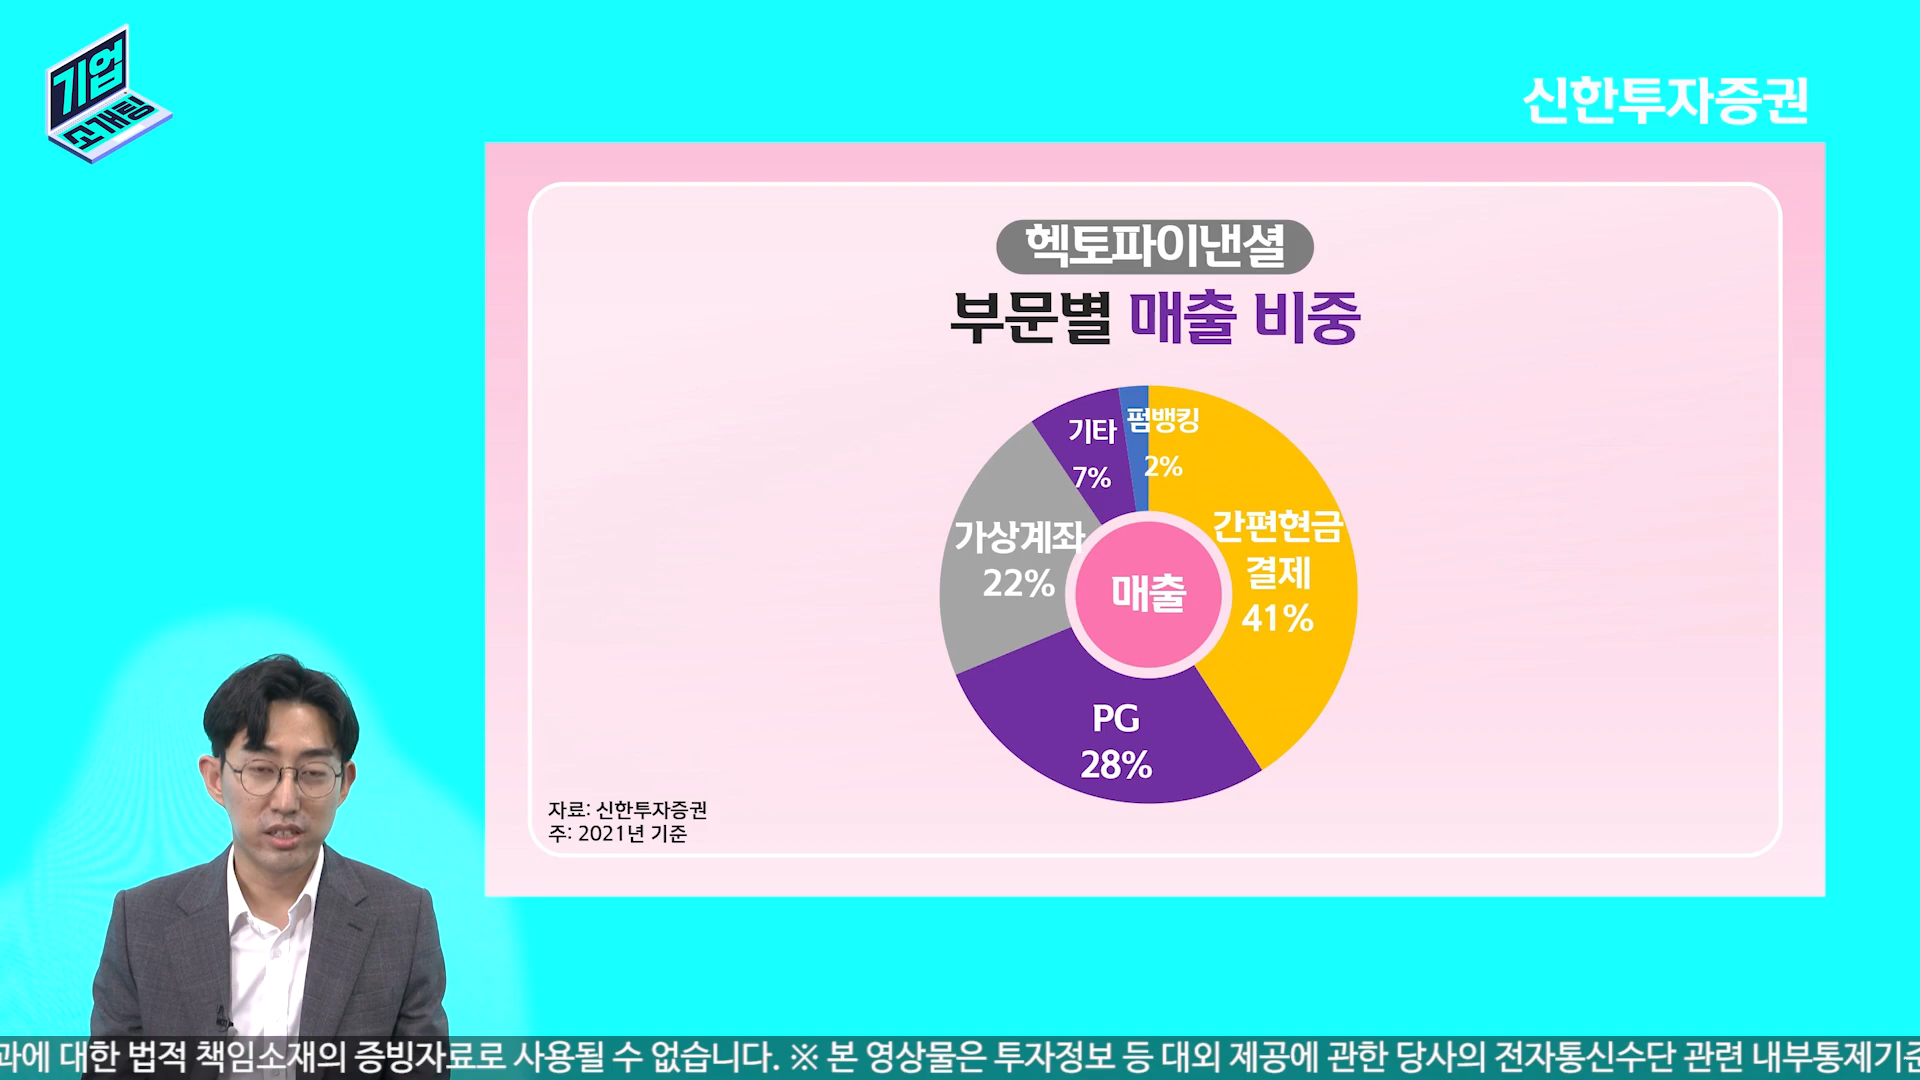 기업
소개팅
신한투자증권
헥토파이낸셜
부문별 매출 비중
기타
7%
펌뱅킹
2%
가상계좌
22%
간편현금
결제
41%
매출
PG
28%
자료: 신한투자증권
주: 2021년 기준
과에 대한 법적 책임소재의 증빙자료로 사용될 수 없습니다. ※ 본 영상물은 투자정보 등 대외 제공에 관한 당사의 전자통신수단 관련 내부통제기준